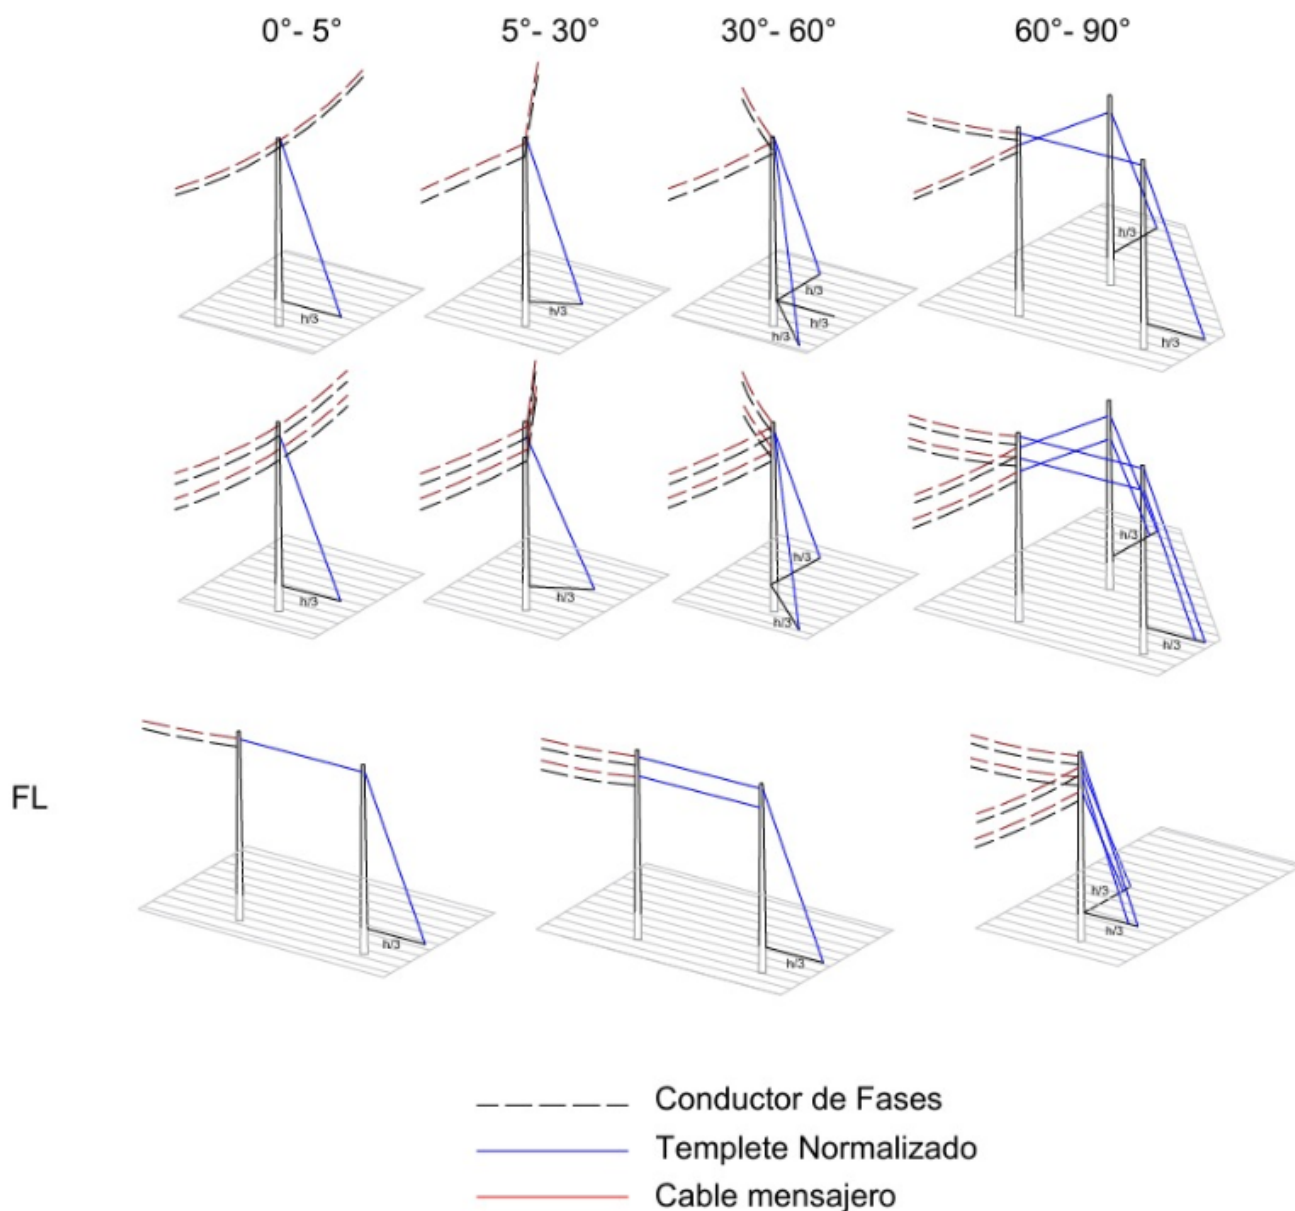 0°- 5° 5°- 30° 30°- 60° 60°- 90°
h/3 h/3 h/3 h/3 h/3 h/3 h/3
h/3 h/3 h/3 h/3 h/3 h/3
FL
h/3 h/3 h/3 h/3
Conductor de Fases
Templete Normalizado
Cable mensajero